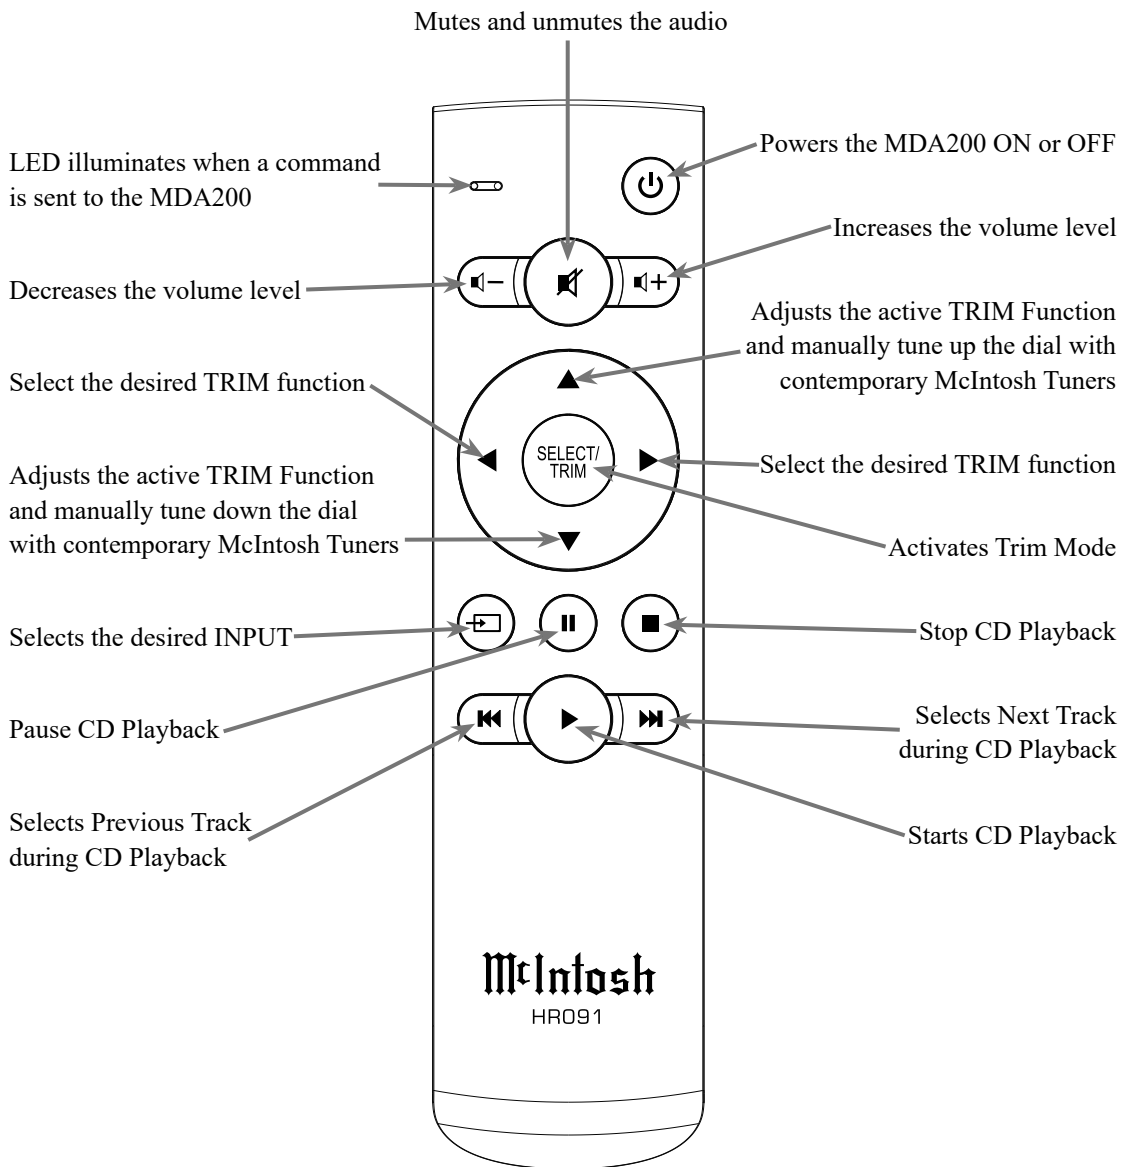 Mutes and unmutes the audio
LED illuminates when a command
is sent to the MDA200
Powers the MDA200 ON or OFF
Increases the volume level
Decreases the volume level
Adjusts the active TRIM Function
and manually tune up the dial with
contemporary McIntosh Tuners
Select the desired TRIM function
SELECT/
TRIM
Select the desired TRIM function
Adjusts the active TRIM Function
and manually tune down the dial
with contemporary McIntosh Tuners
Activates Trim Mode
Selects the desired INPUT
Stop CD Playback
Pause CD Playback
Selects Next Track
during CD Playback
Selects Previous Track
during CD Playback
Starts CD Playback
McIntosh
HR091